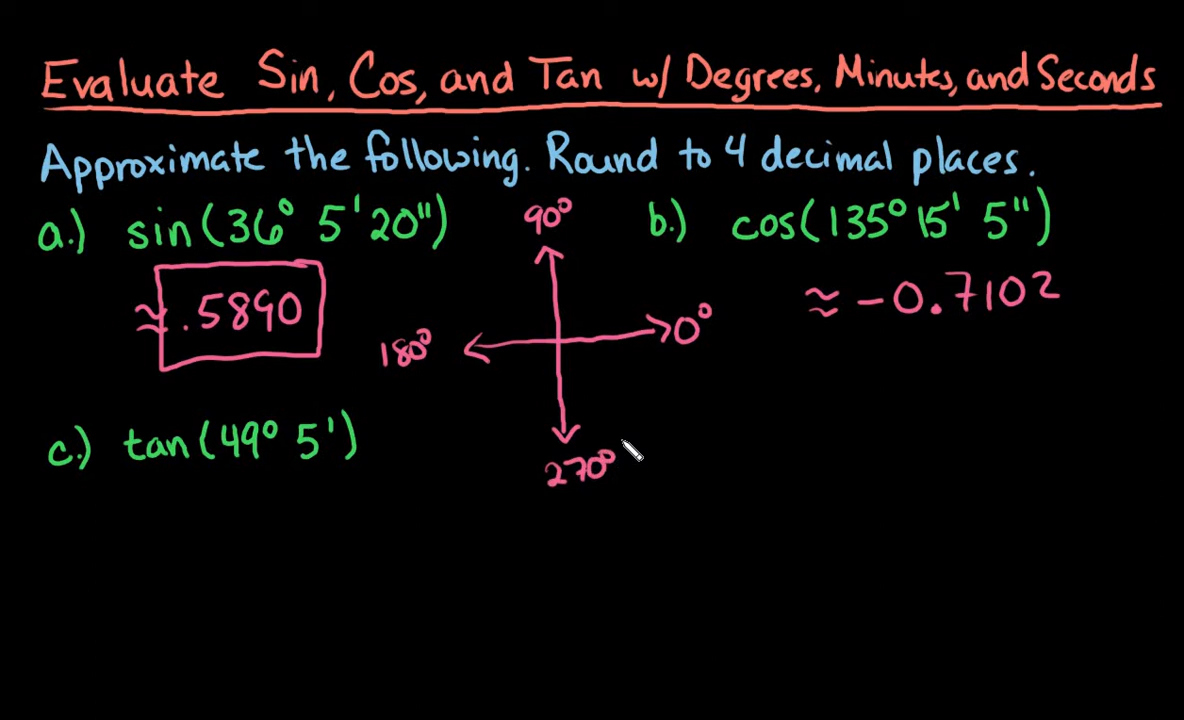 Evaluate Sin, Cos, and Tan w/ Degrees, Minutes, and Seconds
Approximate the following. Round to 4 decimal places.
a.) sin(36° 5' 20")
≈ .5890
90°
180°
0°
270°
b.) cos(135° 15' 5")
≈ -0.7102
c.) tan(49° 5')